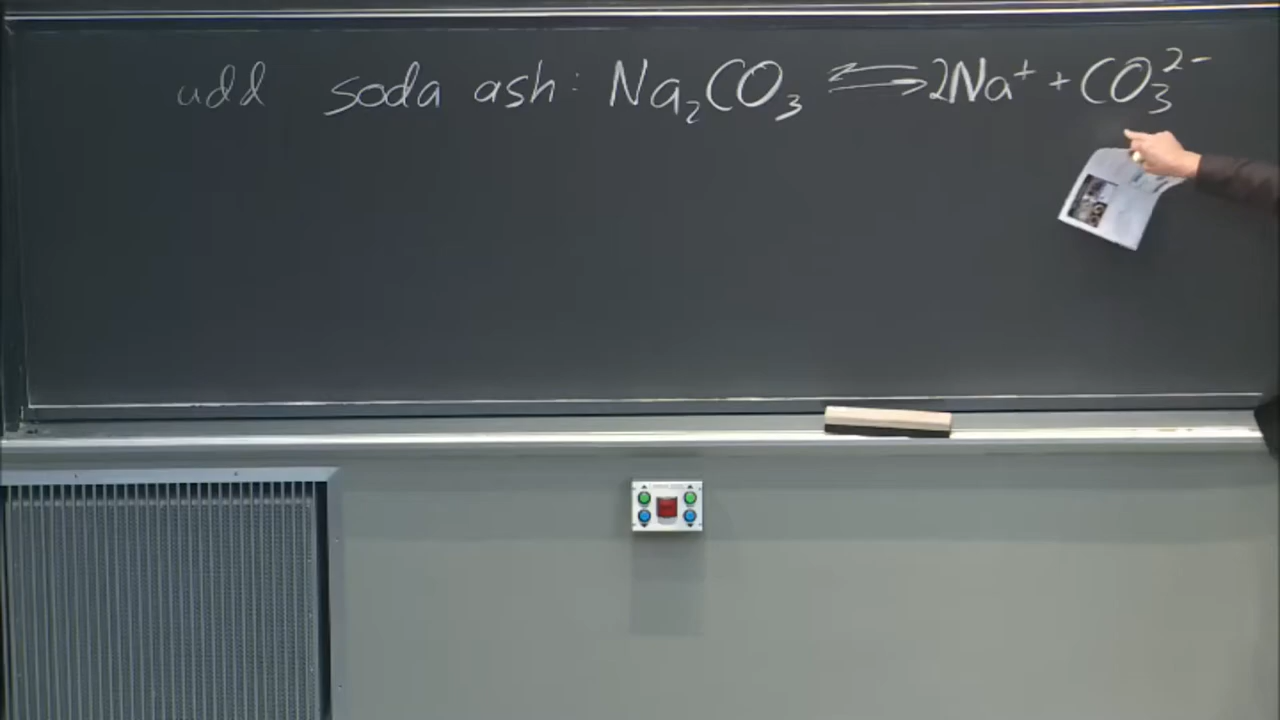 add soda ash: Na₂CO₃ ⇌ 2Na⁺ + CO₃²⁻